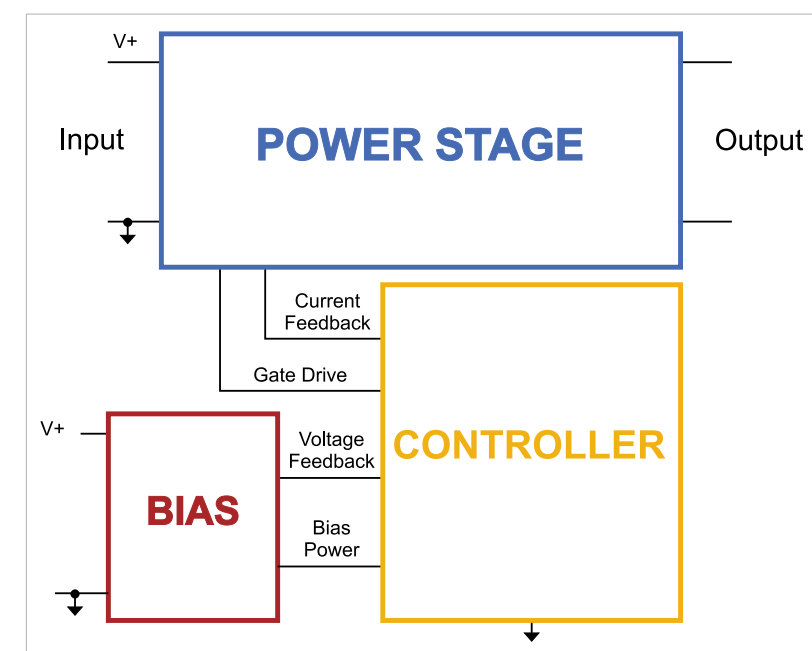 V+
Input
POWER STAGE
Output
Current
Feedback
Gate Drive
V+
Voltage
Feedback
CONTROLLER
BIAS
Bias
Power